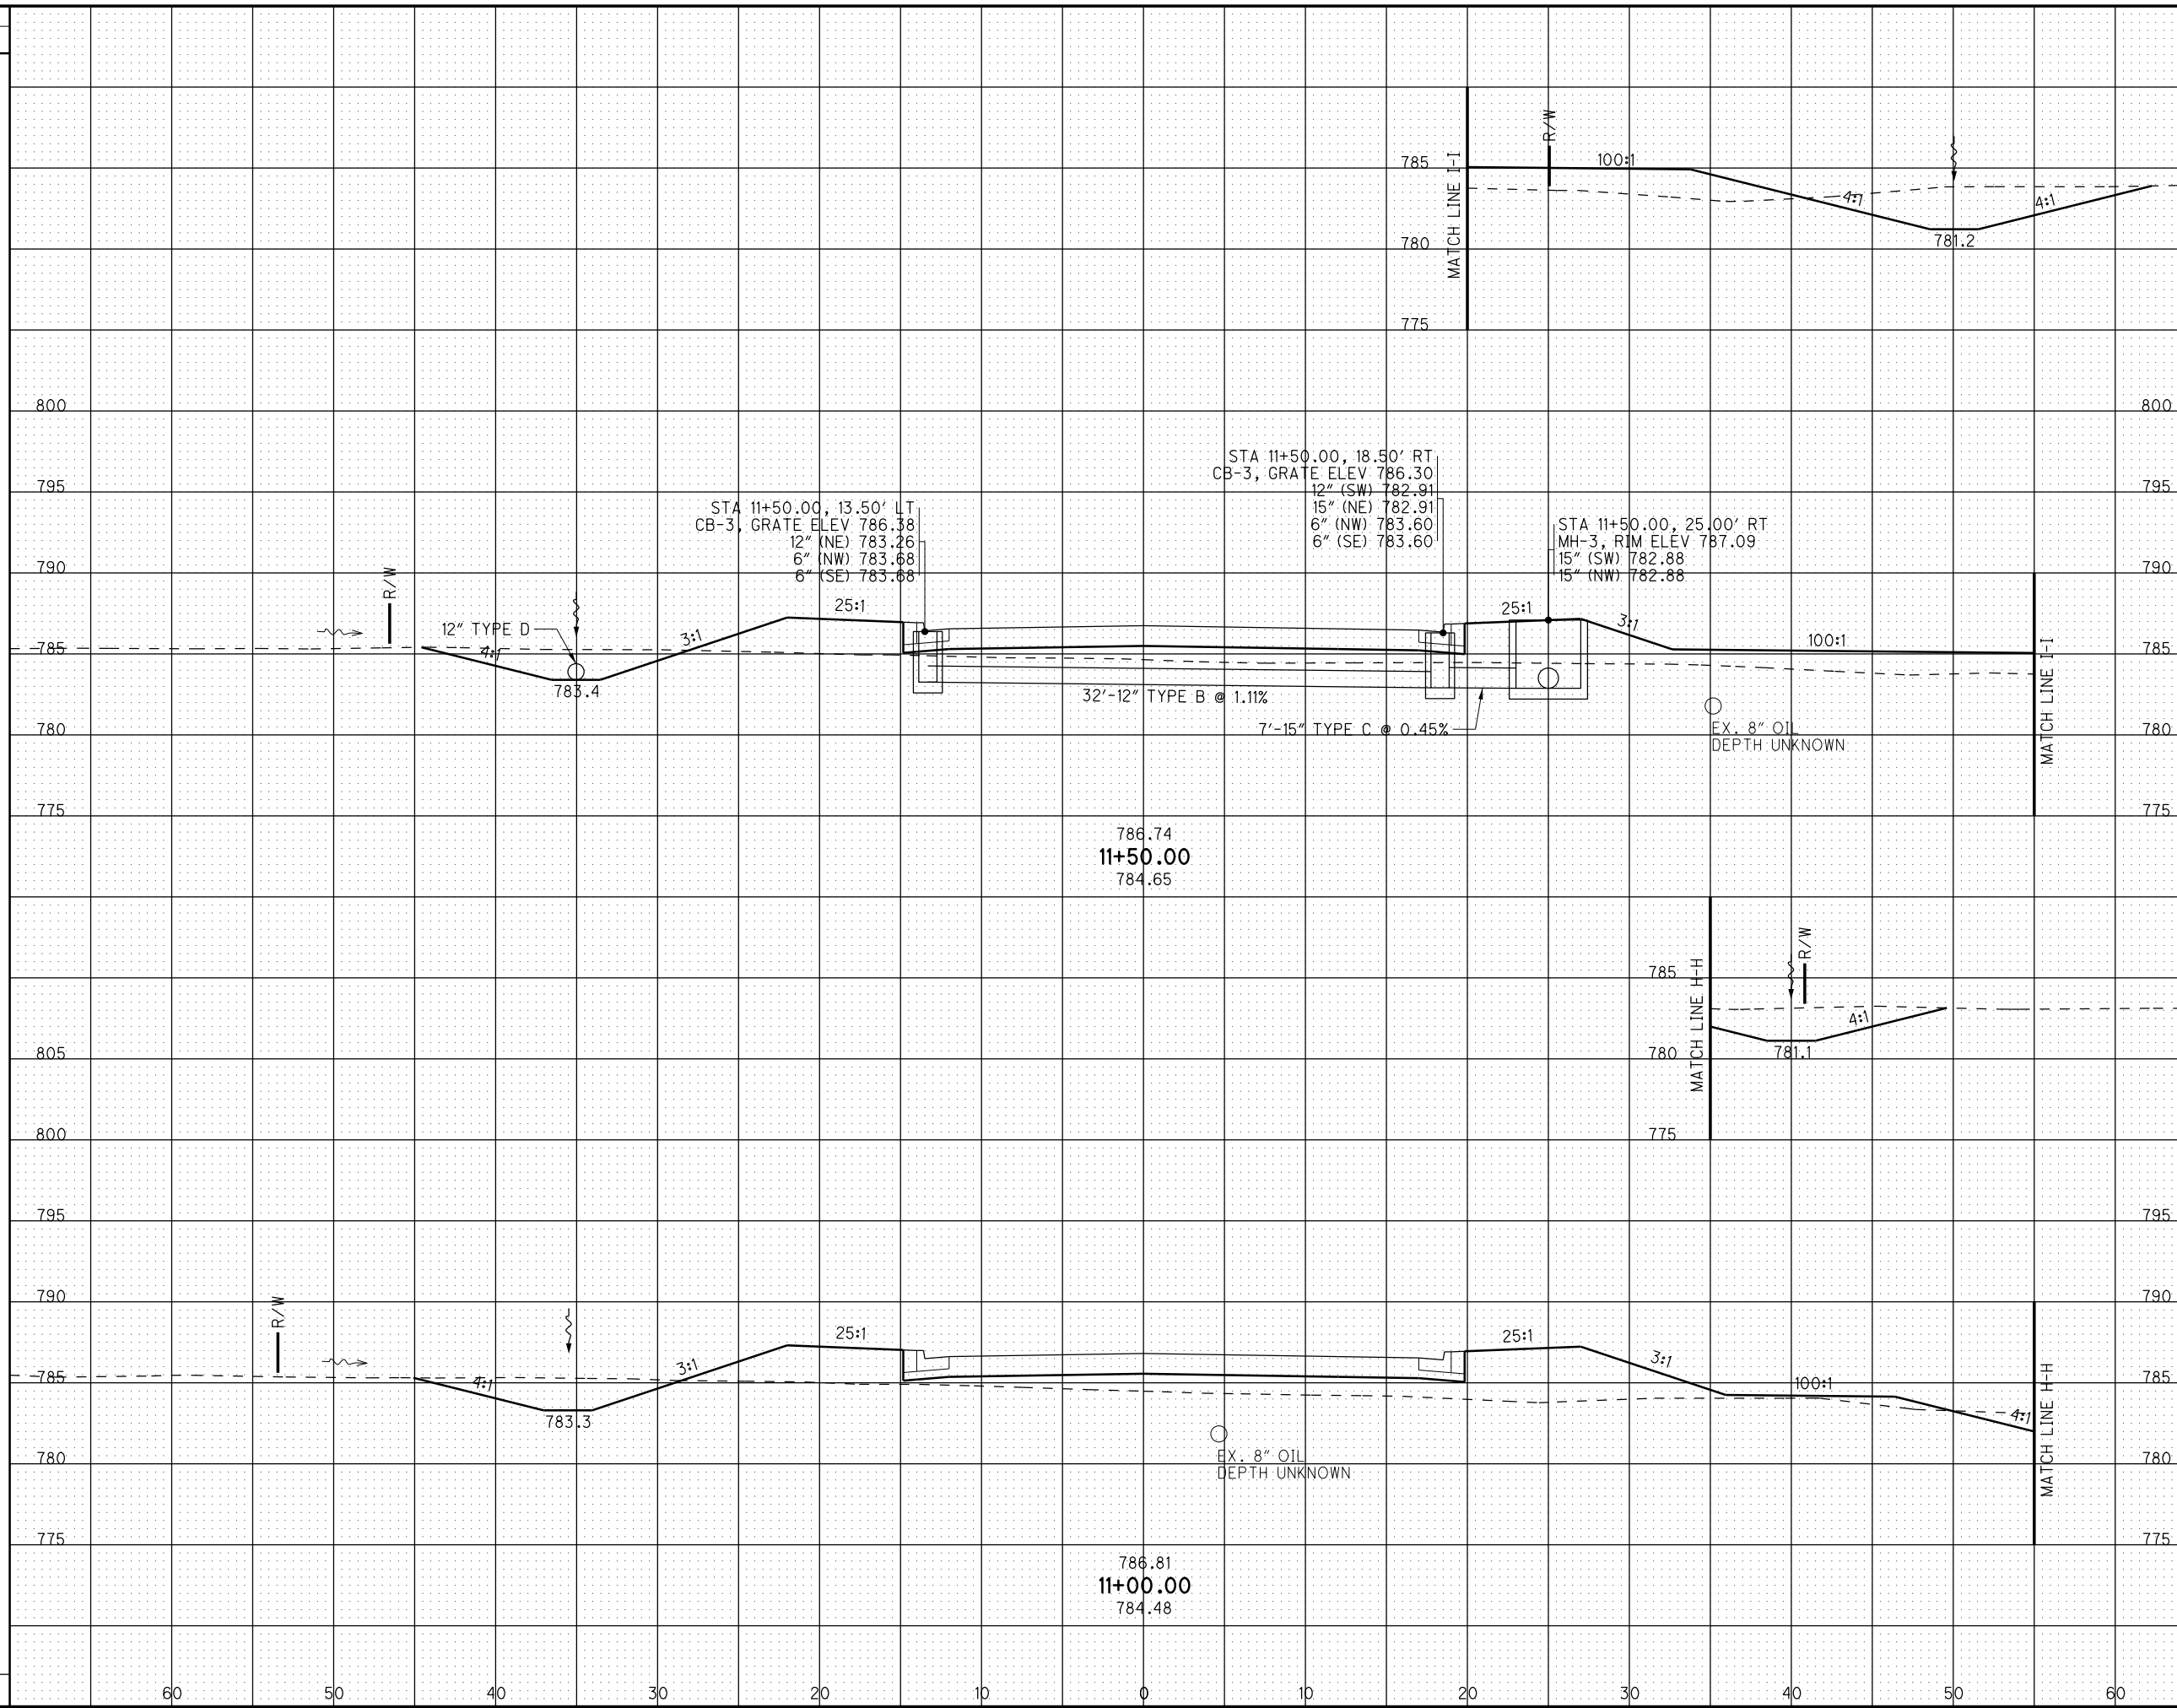 R/W
785
100:1
MATCH LINE I-I
4:1
4:1
780
781.2
775
800
800
STA 11+50.00, 18.50' RT
CB-3, GRATE ELEV 786.30
12" (SW) 782.91
15" (NE) 782.91
6" (NW) 783.60
6" (SE) 783.60
795
795
STA 11+50.00, 13.50' LT
CB-3, GRATE ELEV 786.38
12" (NE) 783.26
6" (NW) 783.68
6" (SE) 783.68
STA 11+50.00, 25.00' RT
MH-3, RIM ELEV 787.09
15" (SW) 782.88
15" (NW) 782.88
790
790
R/W
25:1
25:1
12" TYPE D
3:1
3:1
100:1
785
4:1
783.4
MATCH LINE I-I
32'-12" TYPE B @ 1.11%
7'-15" TYPE C @ 0.45%
EX. 8" OIL
DEPTH UNKNOWN
780
780
775
775
786.74
11+50.00
784.65
R/W
785
MATCH LINE H-H
4:1
780
781.1
775
805
800
795
795
790
790
R/W
25:1
25:1
3:1
3:1
785
4:1
100:1
4:1
783.3
MATCH LINE H-H
EX. 8" OIL
DEPTH UNKNOWN
780
780
775
775
786.81
11+00.00
784.48
60
50
40
30
20
10
0
10
20
30
40
50
60